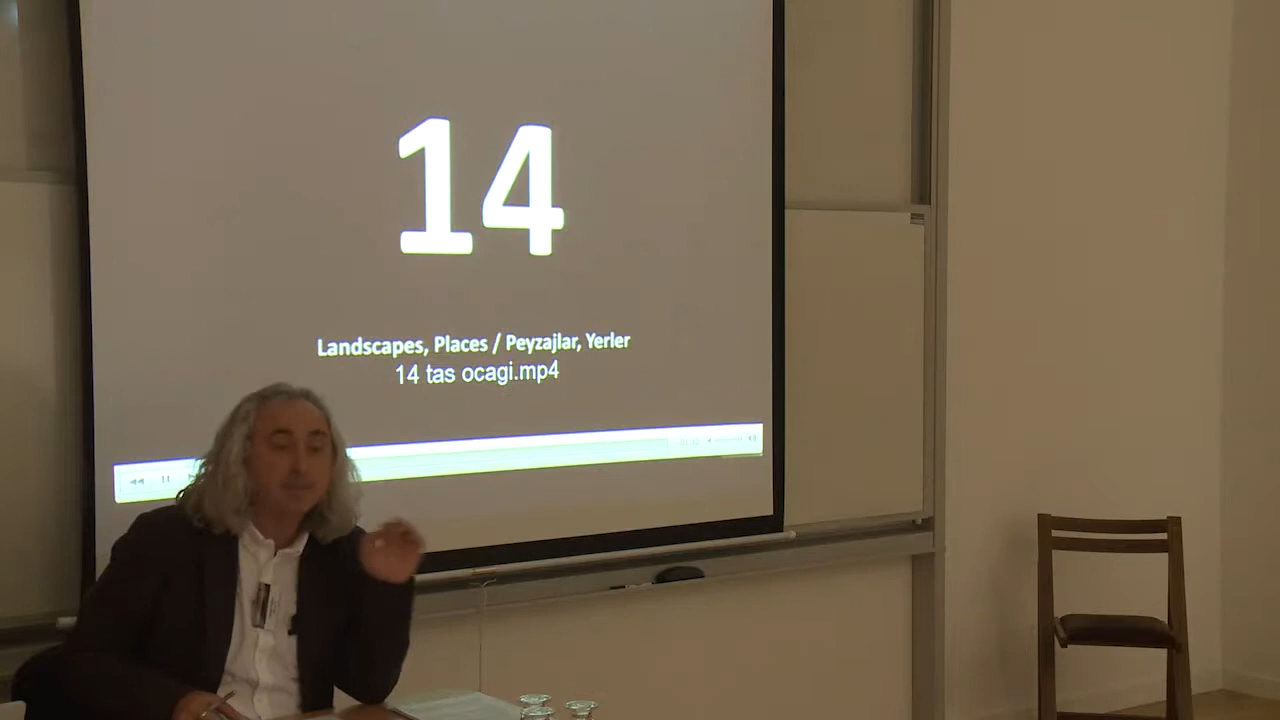 14
Landscapes, Places / Peyzajlar, Yerler
14 tas ocagi.mp4